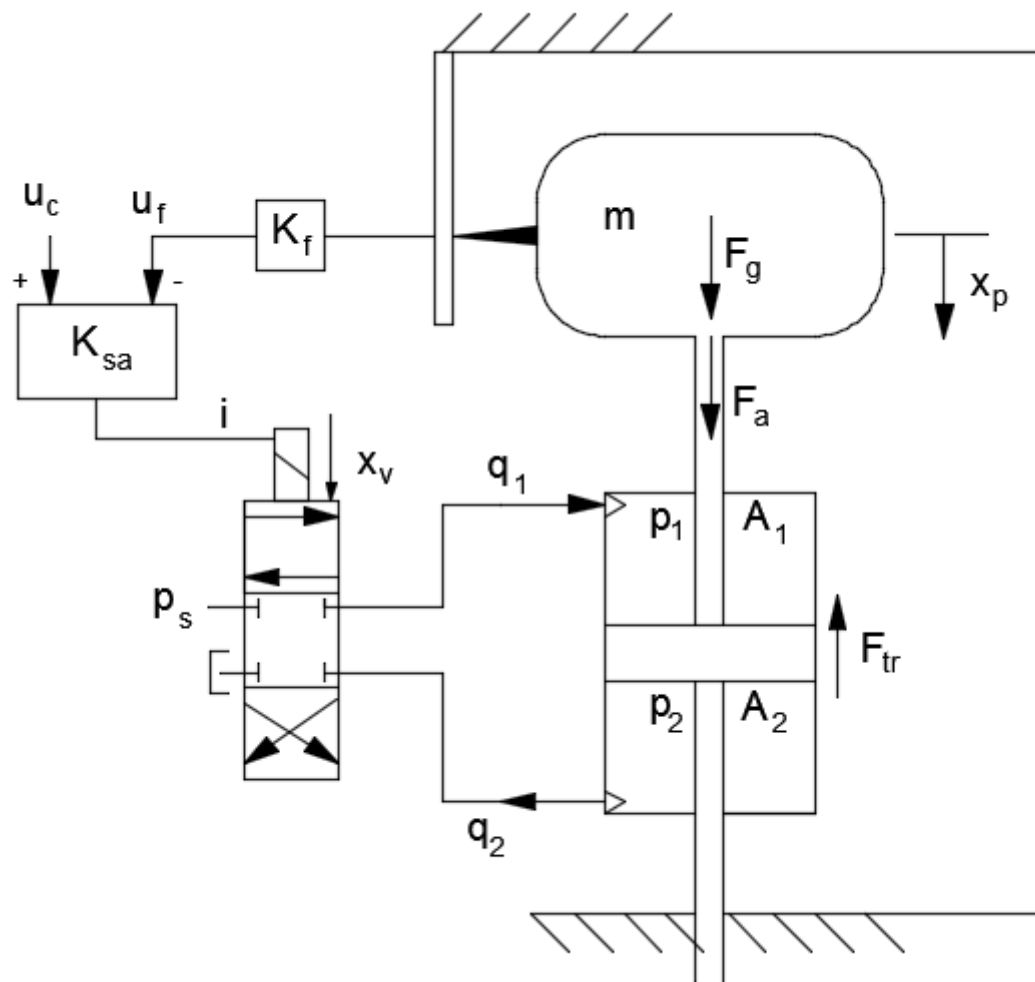 m
u_c
u_f
K_f
F_g
x_p
+
-
K_sa
F_a
i
x_v
q_1
p_1
A_1
p_s
F_tr
p_2
A_2
q_2